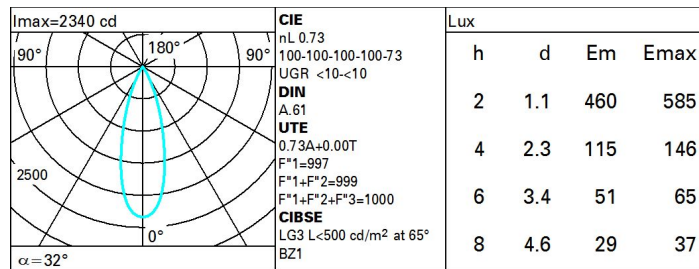 Imax=2340 cd
90°
180°
90°
2500
0°
α=32°
CIE
nL 0.73
100-100-100-100-73
UGR <10-<10
DIN
A.61
UTE
0.73A+0.00T
F"1=997
F"1+F"2=999
F"1+F"2+F"3=1000
CIBSE
LG3 L<500 cd/m² at 65°
BZ1
Lux
h d Em Emax
2 1.1 460 585
4 2.3 115 146
6 3.4 51 65
8 4.6 29 37